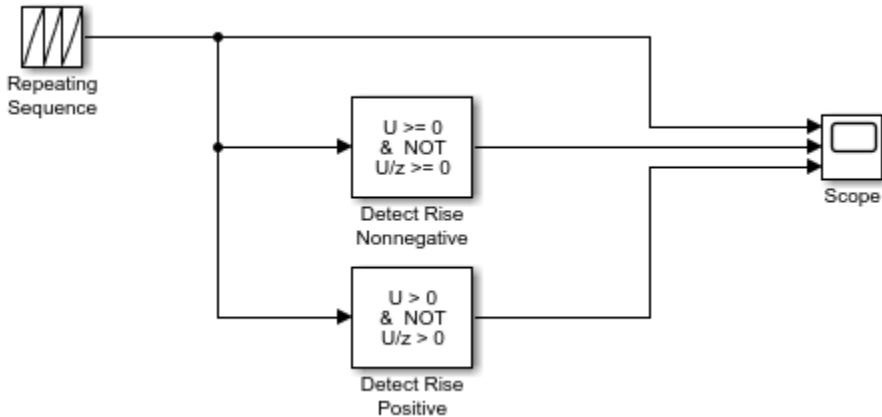 Repeating
Sequence
U >= 0
& NOT
U/z >= 0
Detect Rise
Nonnegative
Scope
U > 0
& NOT
U/z > 0
Detect Rise
Positive